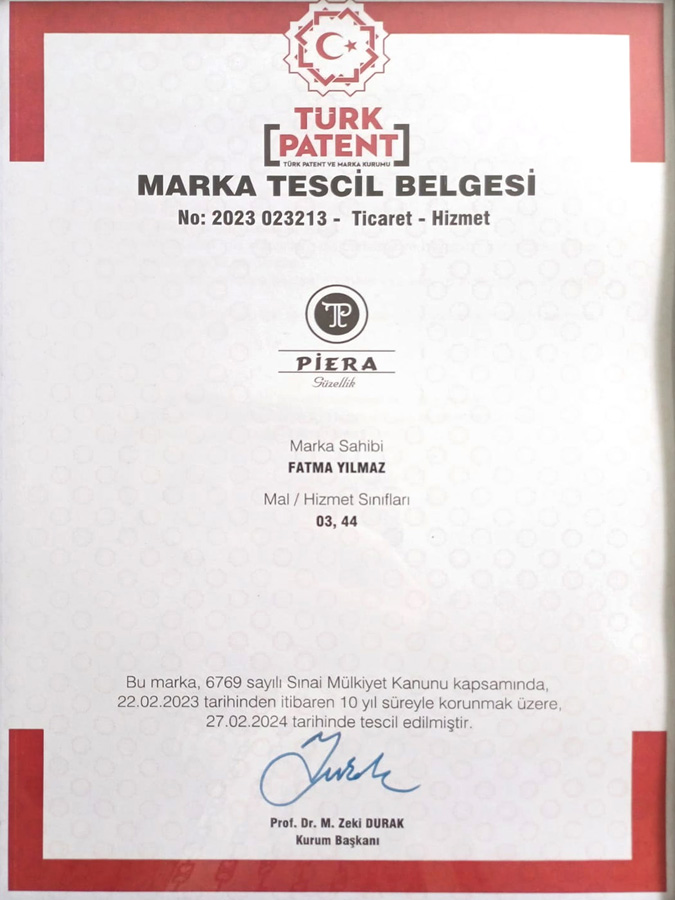 TÜRK
PATENT
TÜRK PATENT VE MARKA KURUMU
MARKA TESCİL BELGESİ
No: 2023 023213 - Ticaret - Hizmet
PİERA
Güzellik
Marka Sahibi
FATMA YILMAZ
Mal / Hizmet Sınıfları
03, 44
Bu marka, 6769 sayılı Sınai Mülkiyet Kanunu kapsamında,
22.02.2023 tarihinden itibaren 10 yıl süreyle korunmak üzere,
27.02.2024 tarihinde tescil edilmiştir.
Prof. Dr. M. Zeki DURAK
Kurum Başkanı